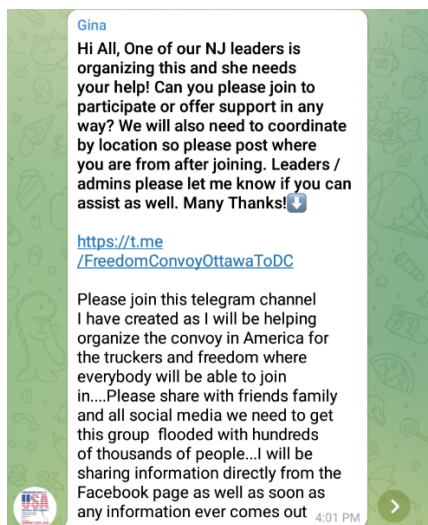 Gina
Hi All, One of our NJ leaders is
organizing this and she needs
your help! Can you please join to
participate or offer support in any
way? We will also need to coordinate
by location so please post where
you are from after joining. Leaders /
admins please let me know if you can
assist as well. Many Thanks!⬇️
https://t.me
/FreedomConvoyOttawaToDC
Please join this telegram channel
I have created as I will be helping
organize the convoy in America for
the truckers and freedom where
everybody will be able to join
in....Please share with friends family
and all social media we need to get
this group flooded with hundreds
of thousands of people...I will be
sharing information directly from the
Facebook page as well as soon as
any information ever comes out 4:01 PM
USA